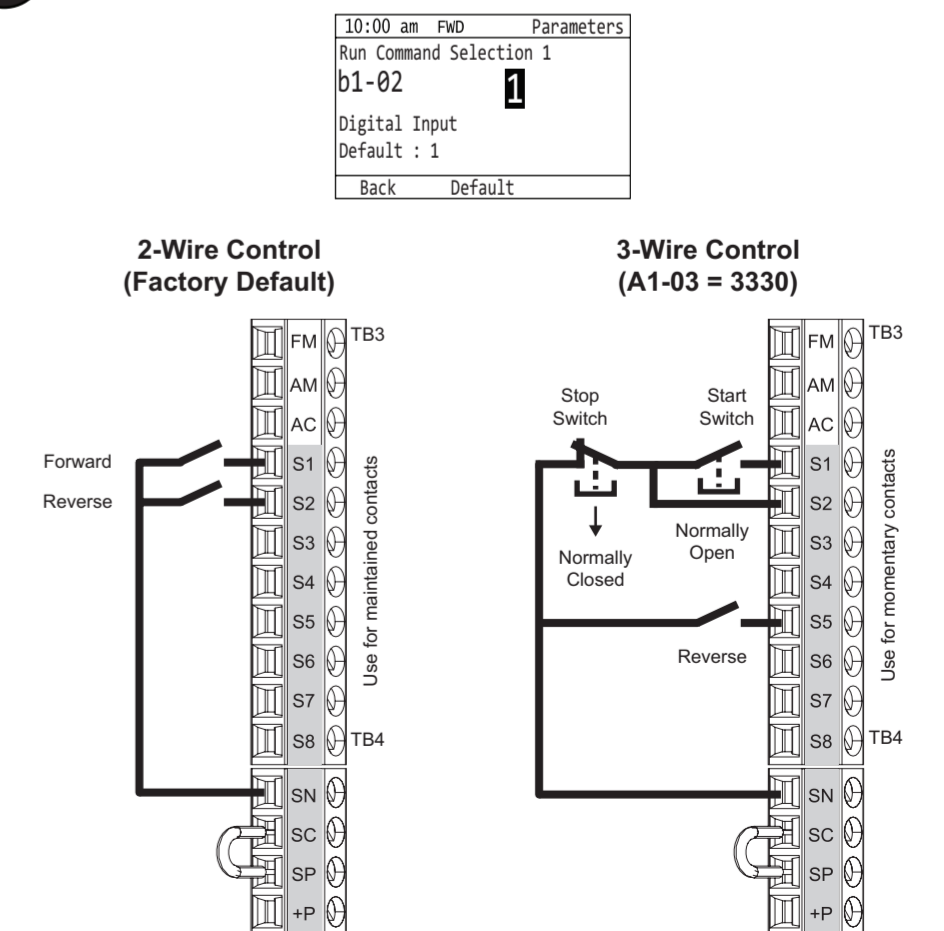 10:00 am FWD Parameters
Run Command Selection 1
b1-02 1
Digital Input
Default : 1
Back Default
2-Wire Control
(Factory Default)
FM
TB3
AM
AC
Forward
S1
Reverse
S2
S3
S4
S5
S6
S7
S8
TB4
Use for maintained contacts
SN
SC
SP
+P
3-Wire Control
(A1-03 = 3330)
FM
TB3
AM
AC
Stop
Switch
Start
Switch
S1
S2
Normally
Open
Normally
Closed
S3
S4
S5
Reverse
S6
S7
S8
TB4
Use for momentary contacts
SN
SC
SP
+P